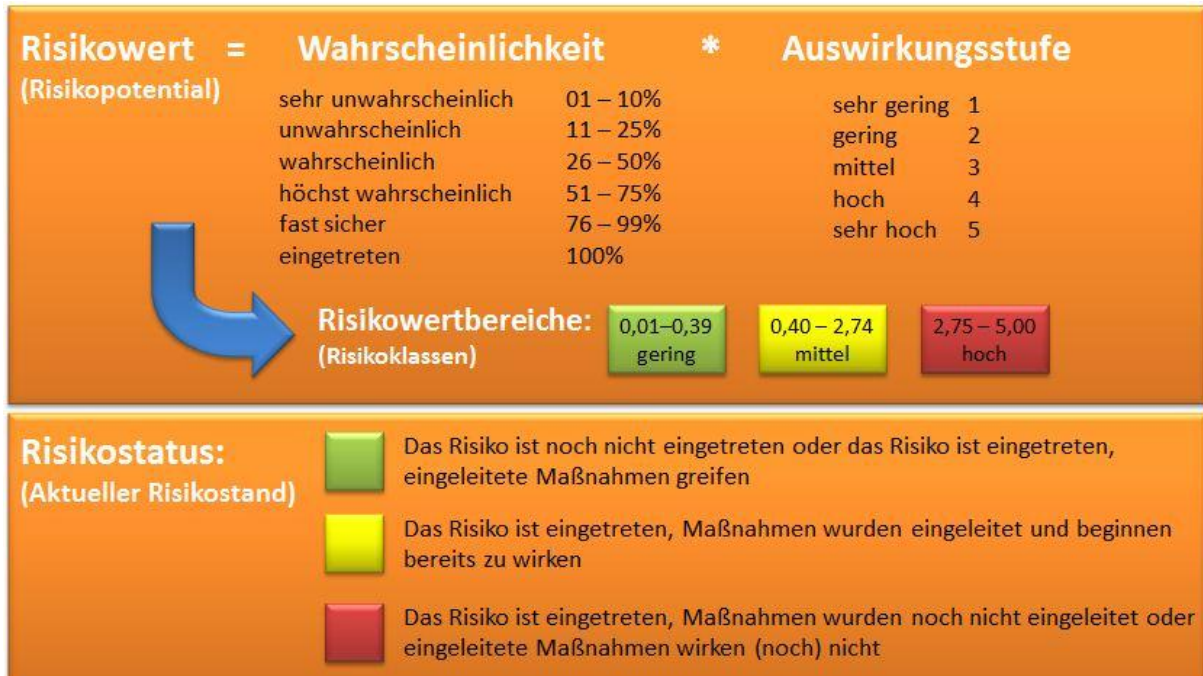 Risikowert = Wahrscheinlichkeit * Auswirkungsstufe
(Risikopotential)
sehr unwahrscheinlich 01 – 10%
unwahrscheinlich 11 – 25%
wahrscheinlich 26 – 50%
höchst wahrscheinlich 51 – 75%
fast sicher 76 – 99%
eingetreten 100%
sehr gering 1
gering 2
mittel 3
hoch 4
sehr hoch 5
Risikowertbereiche:
(Risikoklassen)
0,01–0,39
gering
0,40 – 2,74
mittel
2,75 – 5,00
hoch
Risikostatus:
(Aktueller Risikostand)
Das Risiko ist noch nicht eingetreten oder das Risiko ist eingetreten,
eingeleitete Maßnahmen greifen
Das Risiko ist eingetreten, Maßnahmen wurden eingeleitet und beginnen
bereits zu wirken
Das Risiko ist eingetreten, Maßnahmen wurden noch nicht eingeleitet oder
eingeleitete Maßnahmen wirken (noch) nicht